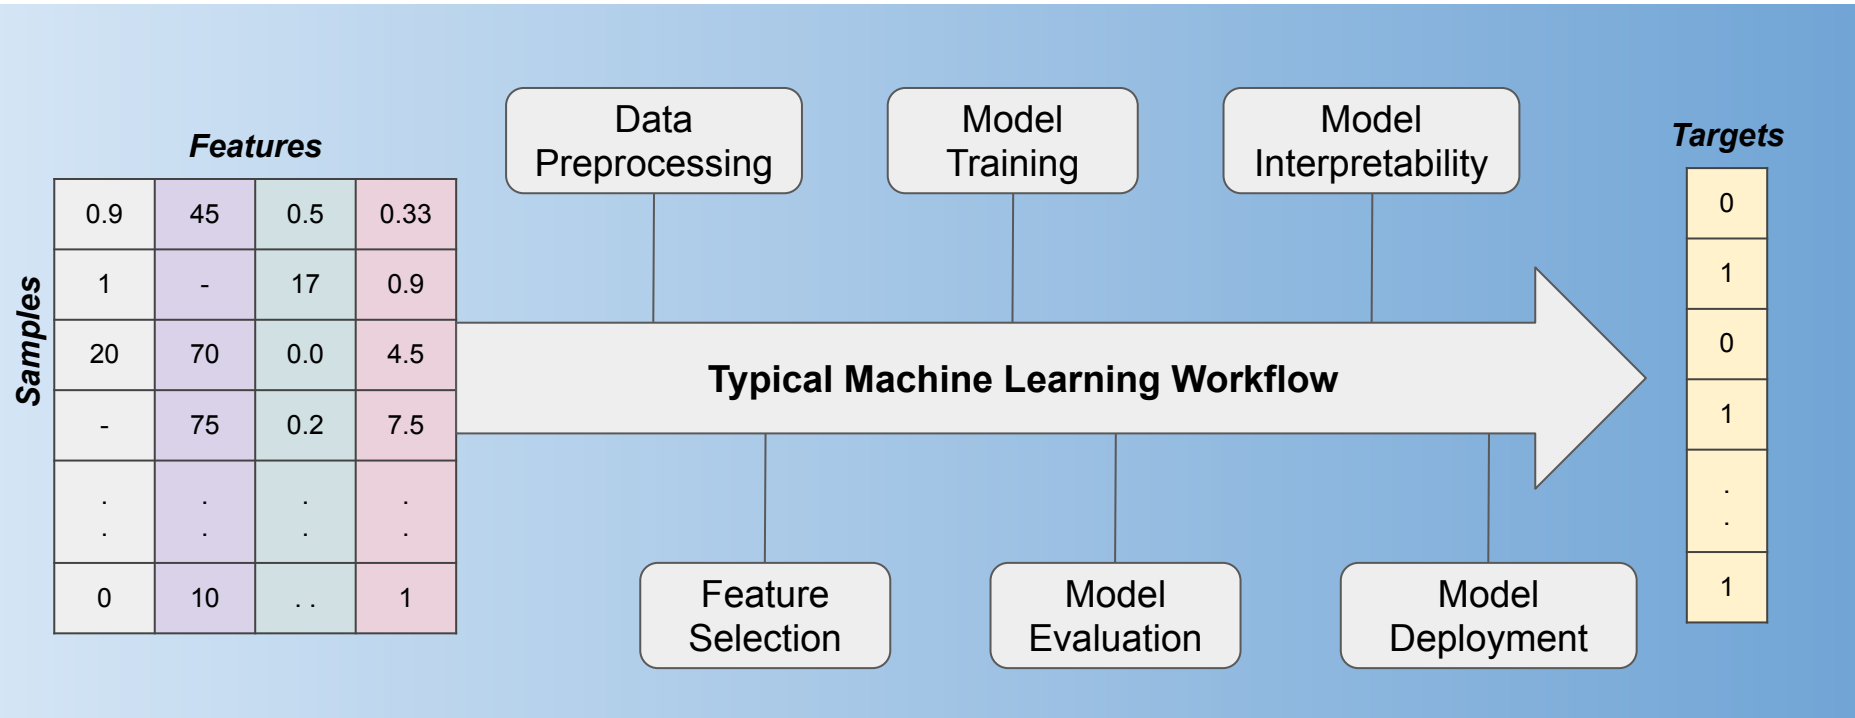 Features
Samples
0.9 45 0.5 0.33
1 - 17 0.9
20 70 0.0 4.5
- 75 0.2 7.5
. . . .
. . . .
0 10 . . 1
Data
Preprocessing
Model
Training
Model
Interpretability
Typical Machine Learning Workflow
Feature
Selection
Model
Evaluation
Model
Deployment
Targets
0
1
0
1
.
.
1